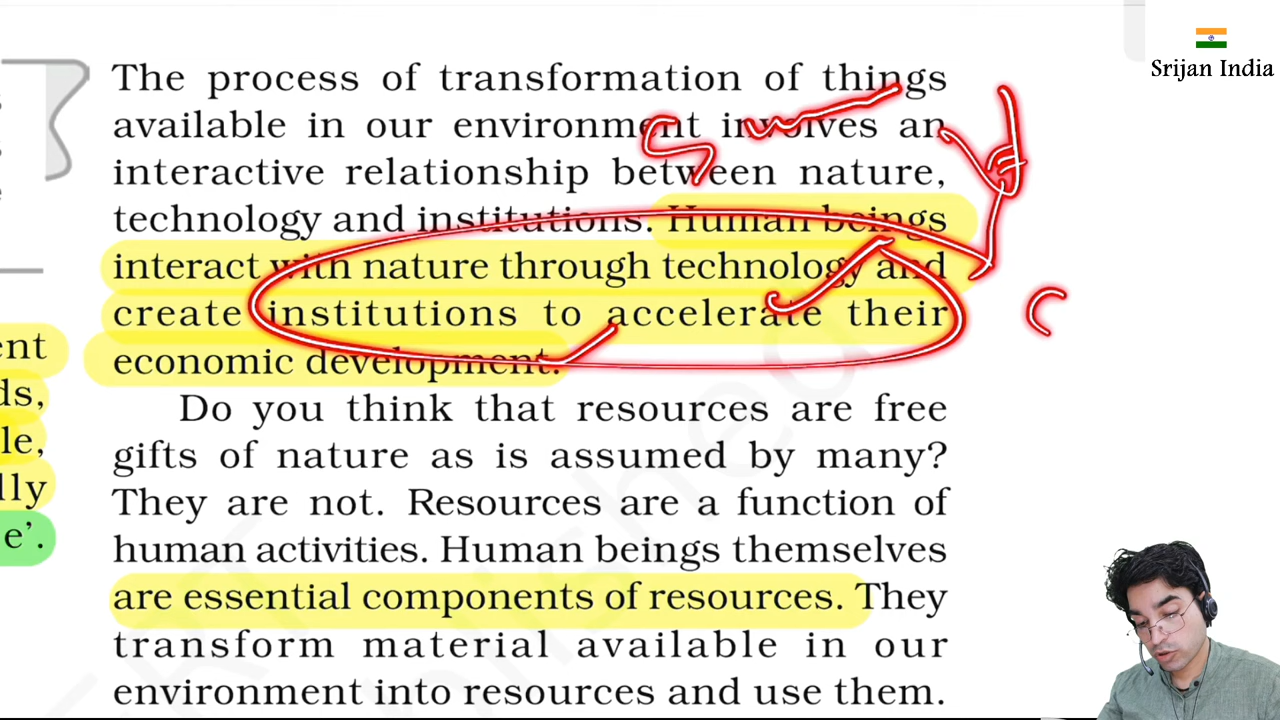 Srijan India
The process of transformation of things
available in our environment involves an
interactive relationship between nature,
technology and institutions. Human beings
interact with nature through technology and
create institutions to accelerate their
economic development.
Do you think that resources are free
gifts of nature as is assumed by many?
They are not. Resources are a function of
human activities. Human beings themselves
are essential components of resources. They
transform material available in our
environment into resources and use them.
ent
ds,
le,
lly
e’.